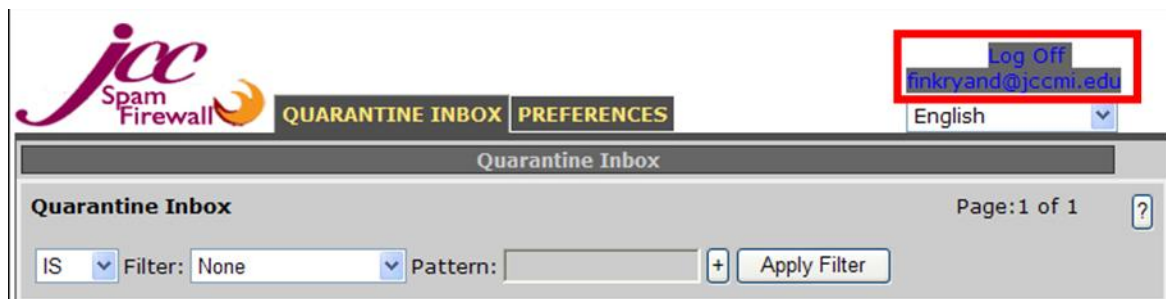 jcc
Spam
Firewall
QUARANTINE INBOX PREFERENCES
Log Off
finkryand@jccmi.edu
English
Quarantine Inbox
Quarantine Inbox Page:1 of 1 ?
IS Filter: None Pattern: + Apply Filter